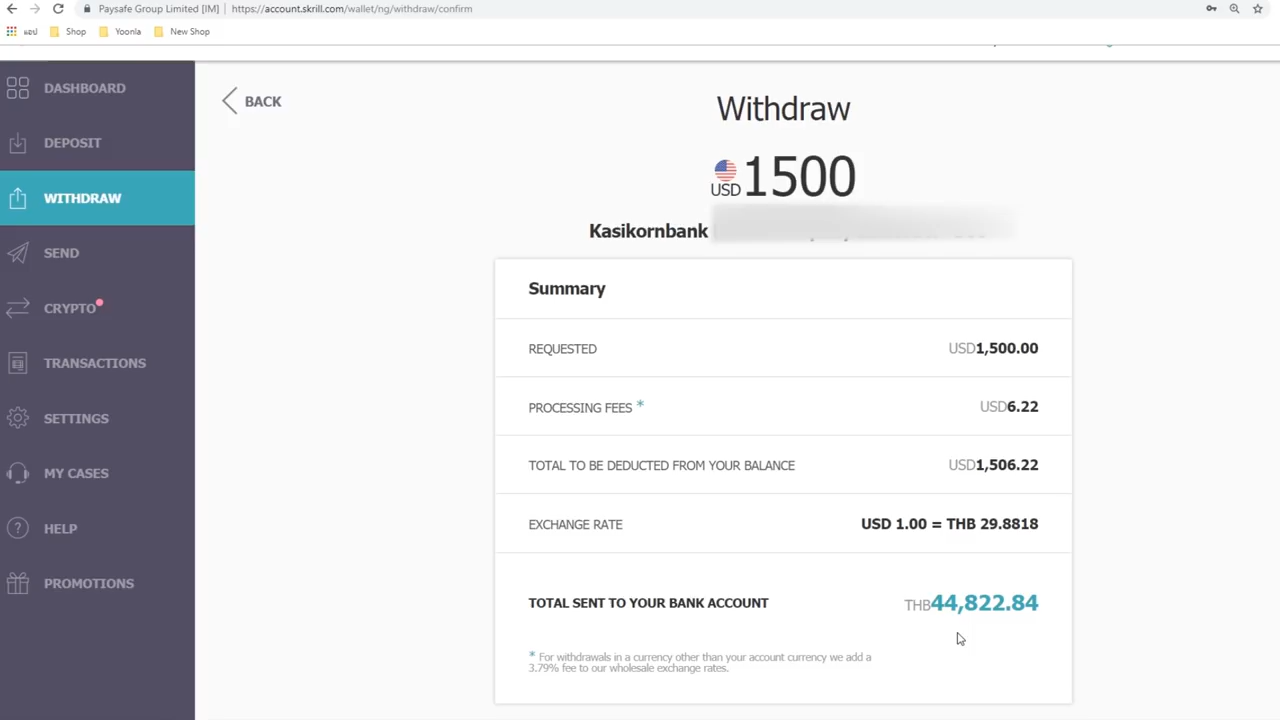 Paysafe Group Limited [IM] | https://account.skrill.com/wallet/ng/withdraw/confirm
แอป Shop Yoonla New Shop
DASHBOARD
DEPOSIT
WITHDRAW
SEND
CRYPTO
TRANSACTIONS
SETTINGS
MY CASES
HELP
PROMOTIONS
BACK
Withdraw
USD 1500
Kasikornbank
Summary
REQUESTED USD1,500.00
PROCESSING FEES * USD6.22
TOTAL TO BE DEDUCTED FROM YOUR BALANCE USD1,506.22
EXCHANGE RATE USD 1.00 = THB 29.8818
TOTAL SENT TO YOUR BANK ACCOUNT THB44,822.84
* For withdrawals in a currency other than your account currency we add a
3.79% fee to our wholesale exchange rates.